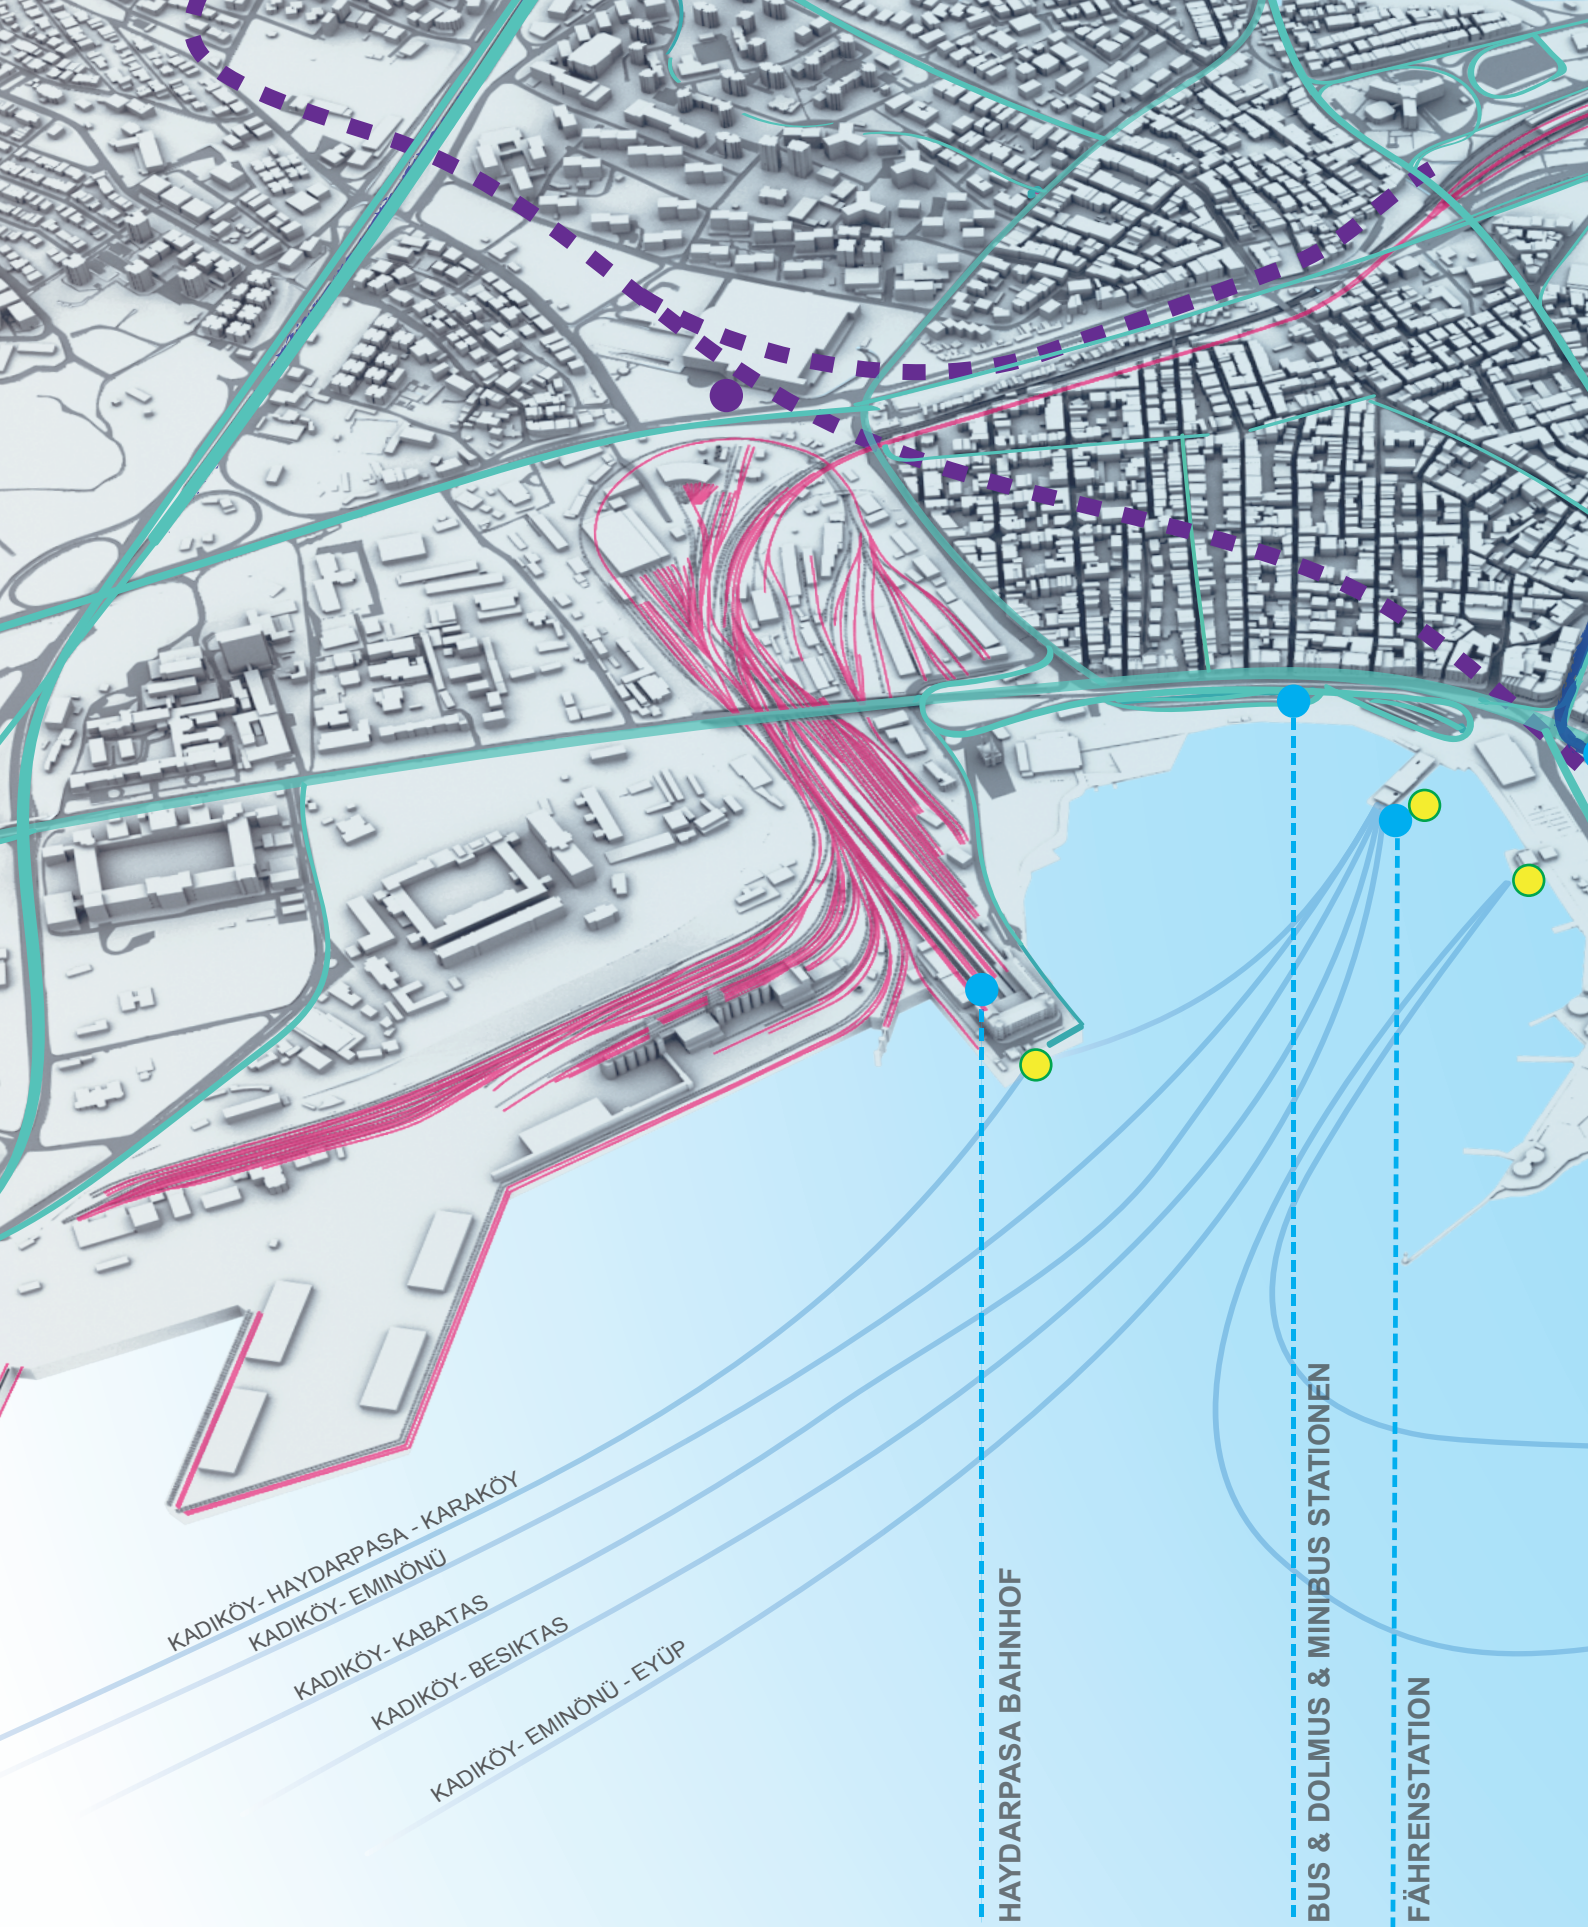 KADIKÖY- HAYDARPASA - KARAKÖY
KADIKÖY- EMINÖNÜ
KADIKÖY- KABATAS
KADIKÖY- BESIKTAS
KADIKÖY- EMINÖNÜ - EYÜP
HAYDARPASA BAHNHOF
BUS & DOLMUS & MINIBUS STATIONEN
FÄHRENSTATION